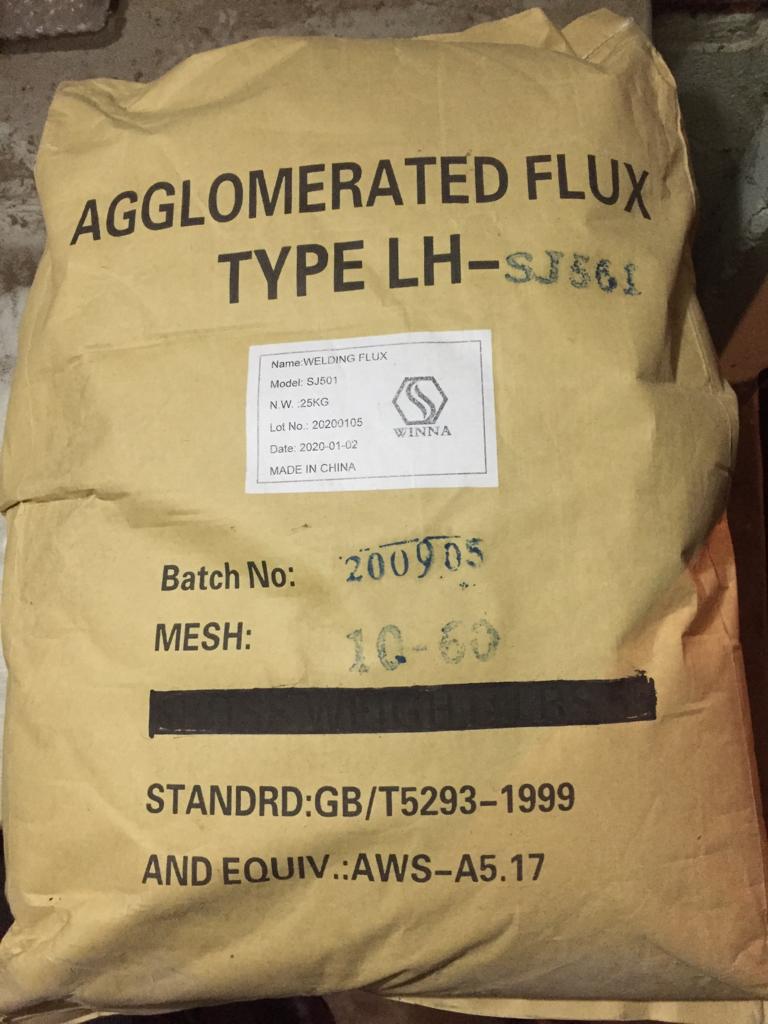 AGGLOMERATED FLUX
TYPE LH-SJ561
Name:WELDING FLUX
Model: SJ501
N.W. :25KG
Lot No.: 20200105
Date: 2020-01-02
MADE IN CHINA
WINNA
Batch No: 200905
MESH: 10-60
STANDRD:GB/T5293-1999
AND EQUIV.:AWS-A5.17